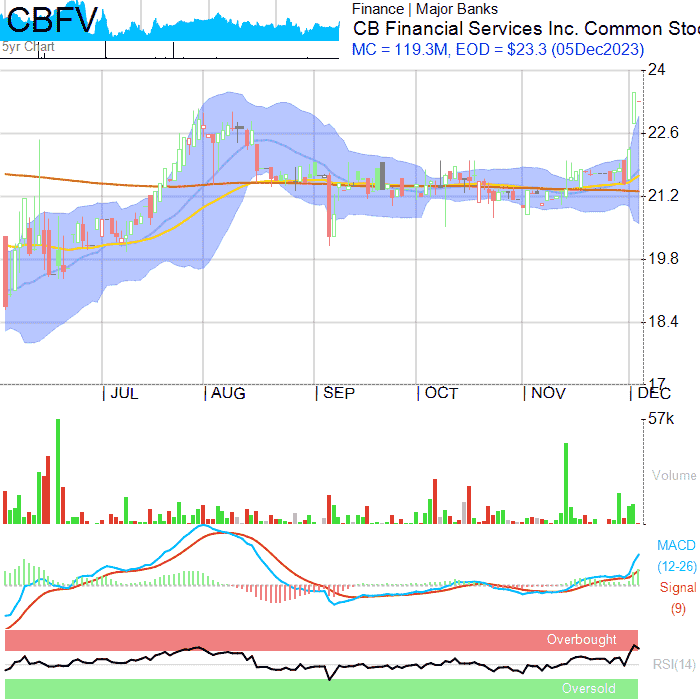 CBFV
5yr Chart
Finance | Major Banks
CB Financial Services Inc. Common Stoc
MC = 119.3M, EOD = $23.3 (05Dec2023)
24
22.6
21.2
19.8
18.4
17
JUL
AUG
SEP
OCT
NOV
DEC
57k
Volume
MACD
(12-26)
Signal
(9)
Overbought
RSI(14)
Oversold